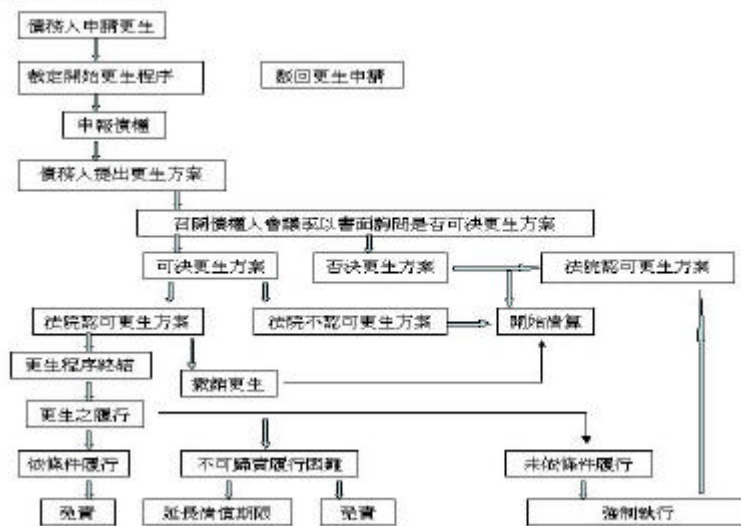 二、更生程序
債務人申請更生
裁定開始更生程序
駁回更生申請
申報債權
債務人提出更生方案
召開債權人會議或以書面詢問是否可決更生方案
可決更生方案
否決更生方案
法院認可更生方案
法院認可更生方案
法院不認可更生方案
開始清算
更生程序終結
撤銷更生
更生之履行
依條件履行
不可歸責履行困難
未依條件履行
免責
延長清償期限
免責
強制執行